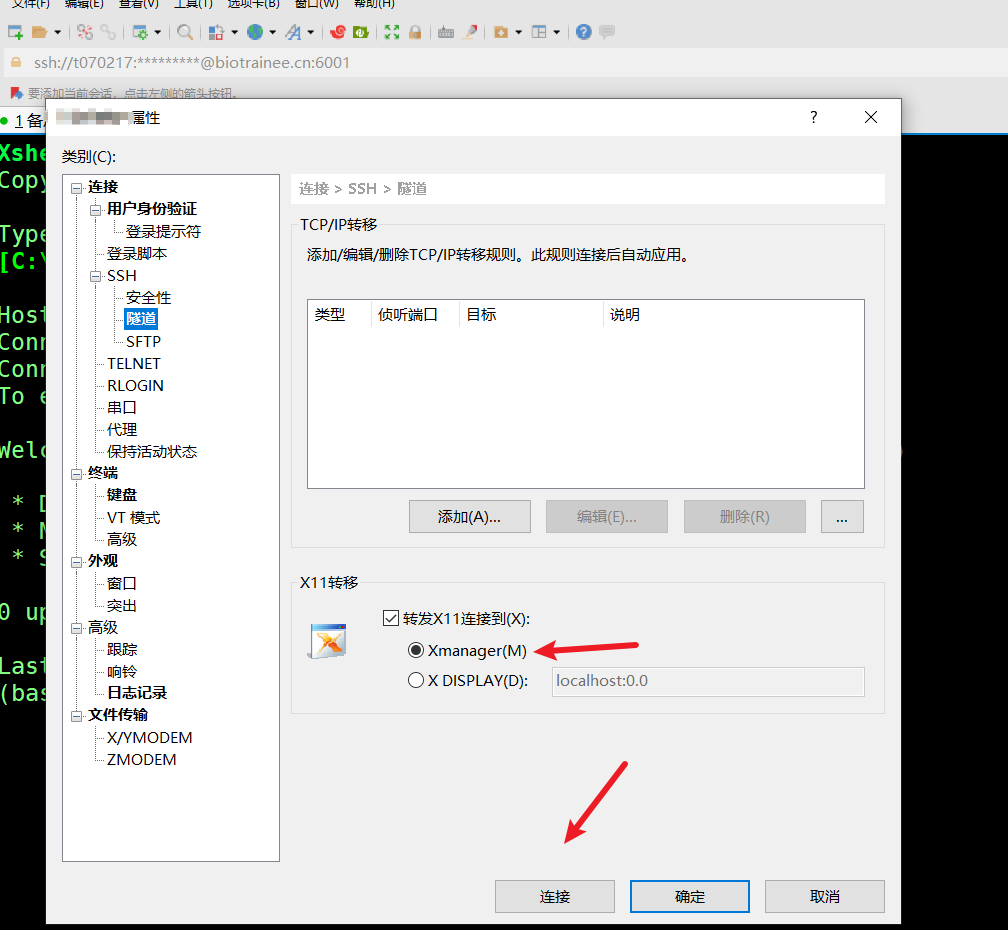 文件(F) 编辑(E) 查看(V) 工具(T) 选项卡(B) 窗口(W) 帮助(H)
ssh://t070217:*********@biotrainee.cn:6001
要添加当前会话，点击左侧的箭头按钮。
1 备
属性
?
类别(C):
连接
用户身份验证
登录提示符
登录脚本
SSH
安全性
隧道
SFTP
TELNET
RLOGIN
串口
代理
保持活动状态
终端
键盘
VT 模式
高级
外观
窗口
突出
高级
跟踪
响铃
日志记录
文件传输
X/YMODEM
ZMODEM
连接 > SSH > 隧道
TCP/IP转移
添加/编辑/删除TCP/IP转移规则。此规则连接后自动应用。
类型 侦听端口 目标 说明
添加(A)... 编辑(E)... 删除(R) ...
X11转移
转发X11连接到(X):
Xmanager(M)
X DISPLAY(D): localhost:0.0
连接 确定 取消
Xshe
Copy
Type
[C:\
Host
Conn
Conn
To e
Welc
*
*
*
0 up
Last
(bas